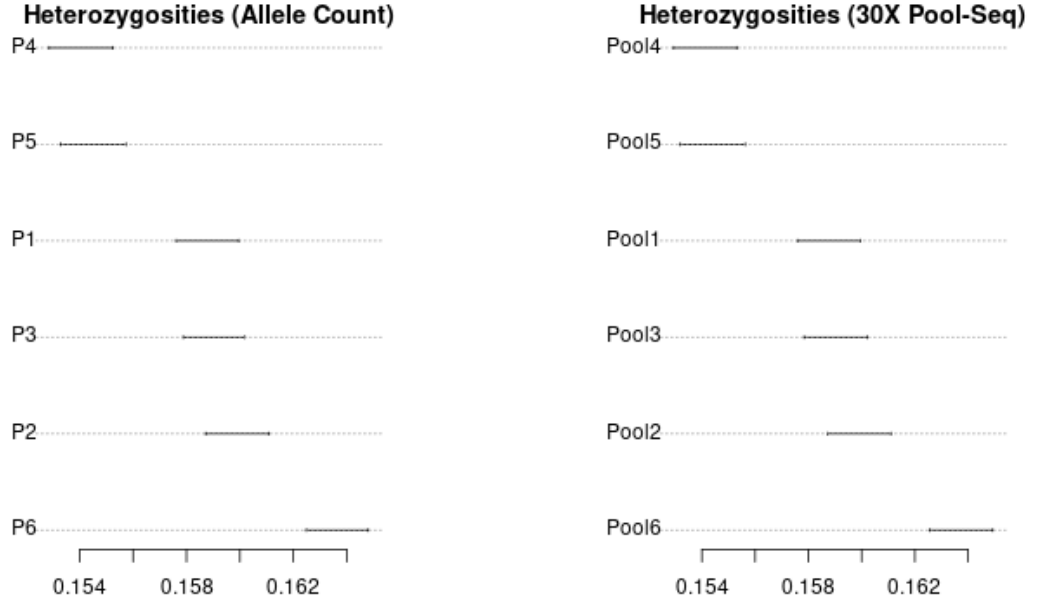 Heterozygosities (Allele Count)
P4
P5
P1
P3
P2
P6
0.154 0.158 0.162
Heterozygosities (30X Pool-Seq)
Pool4
Pool5
Pool1
Pool3
Pool2
Pool6
0.154 0.158 0.162